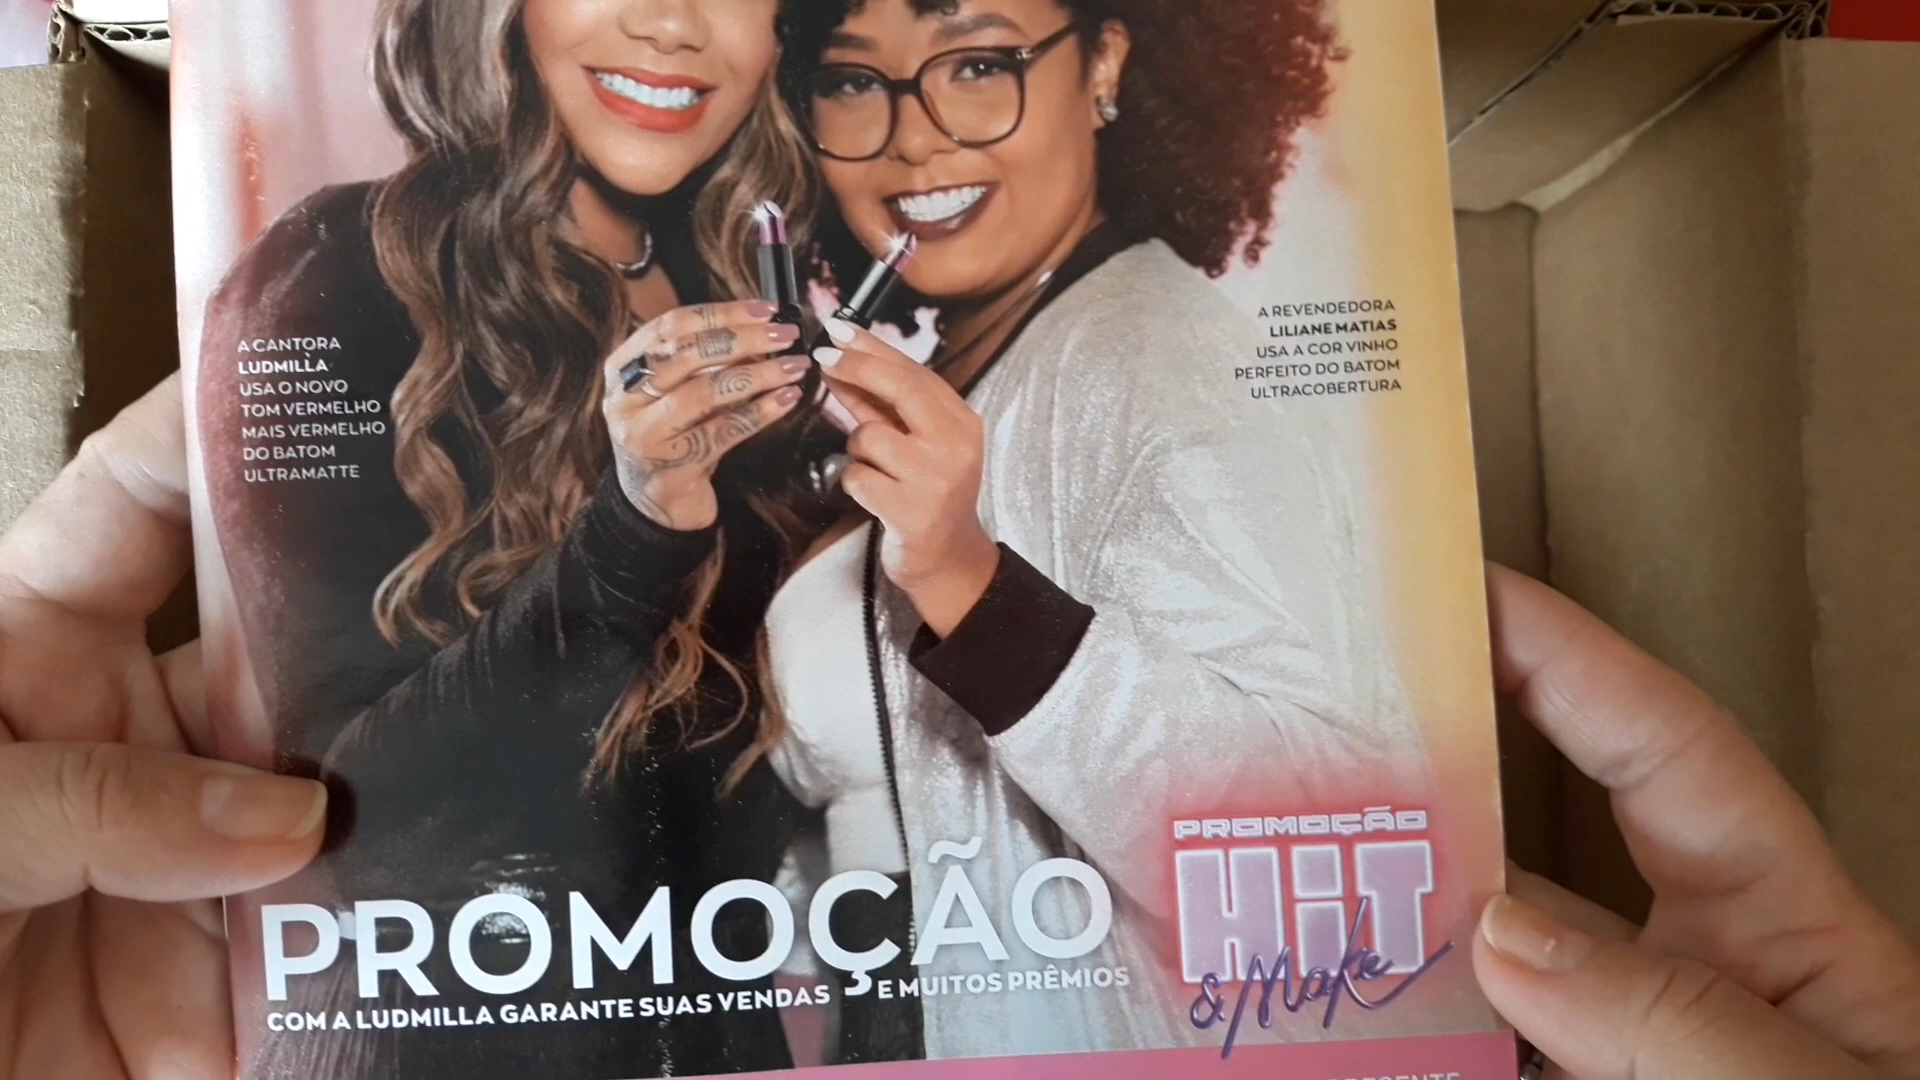 A CANTORA
LUDMILLA
USA O NOVO
TOM VERMELHO
MAIS VERMELHO
DO BATOM
ULTRAMATTE
A REVENDEDORA
LILIANE MATIAS
USA A COR VINHO
PERFEITO DO BATOM
ULTRACOBERTURA
PROMOÇÃO
COM A LUDMILLA GARANTE SUAS VENDAS E MUITOS PRÊMIOS
PROMOÇÃO
HiT
& Make